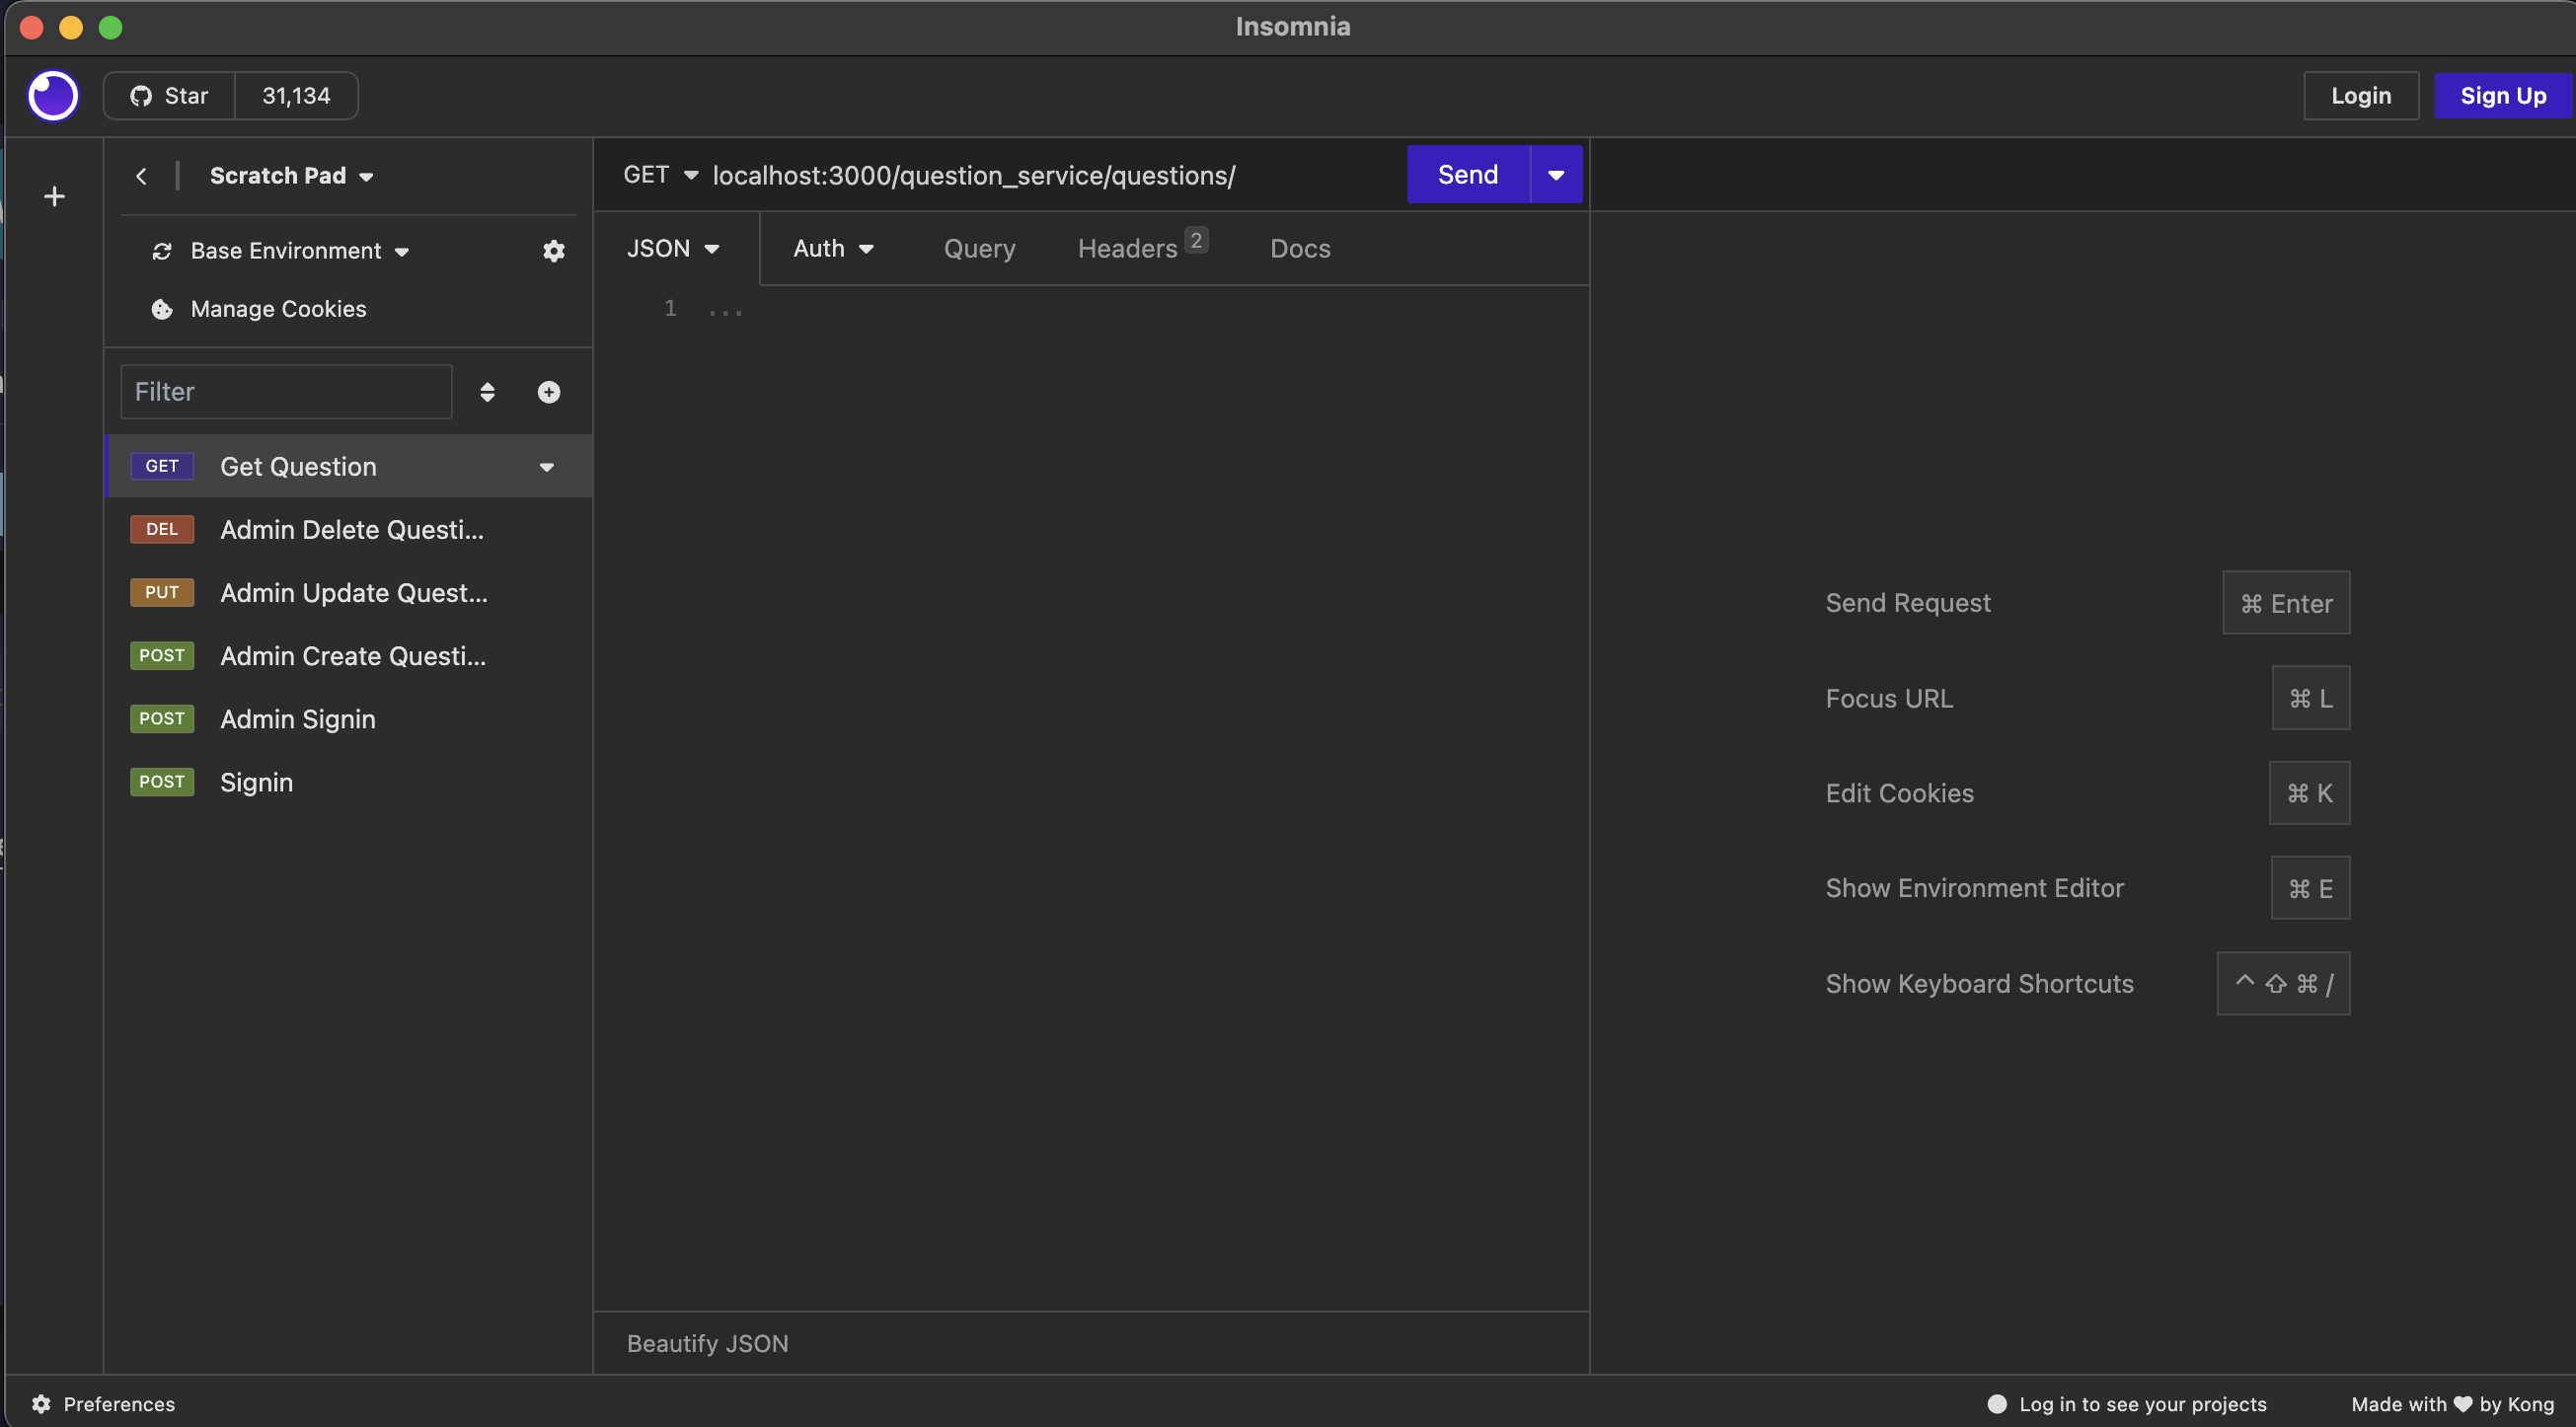 Insomnia
Star 31,134
Login Sign Up
Scratch Pad
Base Environment
Manage Cookies
Filter
GET Get Question
DEL Admin Delete Questi...
PUT Admin Update Quest...
POST Admin Create Questi...
POST Admin Signin
POST Signin
GET localhost:3000/question_service/questions/ Send
JSON Auth Query Headers 2 Docs
1 ...
Beautify JSON
Send Request ⌘ Enter
Focus URL ⌘ L
Edit Cookies ⌘ K
Show Environment Editor ⌘ E
Show Keyboard Shortcuts ^ ⇧ ⌘ /
Preferences
Log in to see your projects
Made with ♥ by Kong